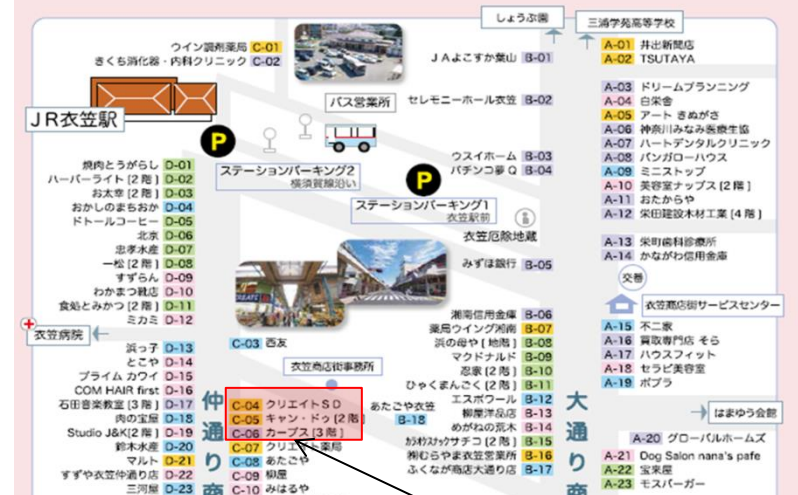 しょうぶ園
三浦学苑高等学校
ウイン調剤薬局 C-01
きくち消化器・内科クリニック C-02
JAよこすか葉山 B-01
A-01 井出新聞店
A-02 TSUTAYA
JR衣笠駅
バス営業所
セレモニーホール衣笠 B-02
A-03 ドリームプランニング
A-04 白栄舎
A-05 アート きぬがさ
A-06 神奈川みなみ医療生協
A-07 ハートデンタルクリニック
A-08 バンガローハウス
A-09 ミニストップ
A-10 美容室ナップス [2階]
A-11 おたからや
A-12 栄田建設木材工業 [4階]
P
ステーションパーキング2
横須賀線沿い
ウスイホーム B-03
パチンコ夢Q B-04
P
ステーションパーキング1
衣笠駅前
衣笠厄除地蔵
焼肉とうがらし D-01
ハーバーライト [2階] D-02
お太幸 [2階] D-03
おかしのまちおか D-04
ドトールコーヒー D-05
北京 D-06
忠孝水産 D-07
一松 [2階] D-08
すずらん D-09
わかまつ靴店 D-10
食処とみかつ [2階] D-11
ミカミ D-12
みずほ銀行 B-05
A-13 栄町歯科診療所
A-14 かながわ信用金庫
交番
衣笠商店街サービスセンター
衣笠病院
C-03 西友
衣笠商店街事務所
浜っ子 D-13
とこや D-14
プライム カワイ D-15
COM HAIR first D-16
石田音楽教室 [3階] D-17
肉の宝屋 D-18
Studio J&K[2階] D-19
鈴木水産 D-20
マルト D-21
すずや衣笠仲通り店 D-22
三河屋 D-23
仲通り商
C-04 クリエイトSD
C-05 キャン・ドゥ [2階]
C-06 カーブス [3階]
C-07 クリエイト薬局
C-08 あたごや
C-09 柳屋
C-10 みはるや
あたごや衣笠
B-18
湘南信用金庫 B-06
薬局ウイング湘南 B-07
浜の母や [地階] B-08
マクドナルド B-09
忍家 [2階] B-10
ひゃくまんごく [2階] B-11
エスポワール B-12
柳屋洋品店 B-13
めがねの荒木 B-14
カラオケスナックサチコ [2階] B-15
㈱むらやま衣笠営業所 B-16
ふくなが商店大通り店 B-17
大通り商
A-15 不二家
A-16 買取専門店 そら
A-17 ハウスフィット
A-18 セラピ美容室
A-19 ポプラ
はまゆう会館
A-20 グローバルホームズ
A-21 Dog Salon nana's pafe
A-22 宝来屋
A-23 モスバーガー